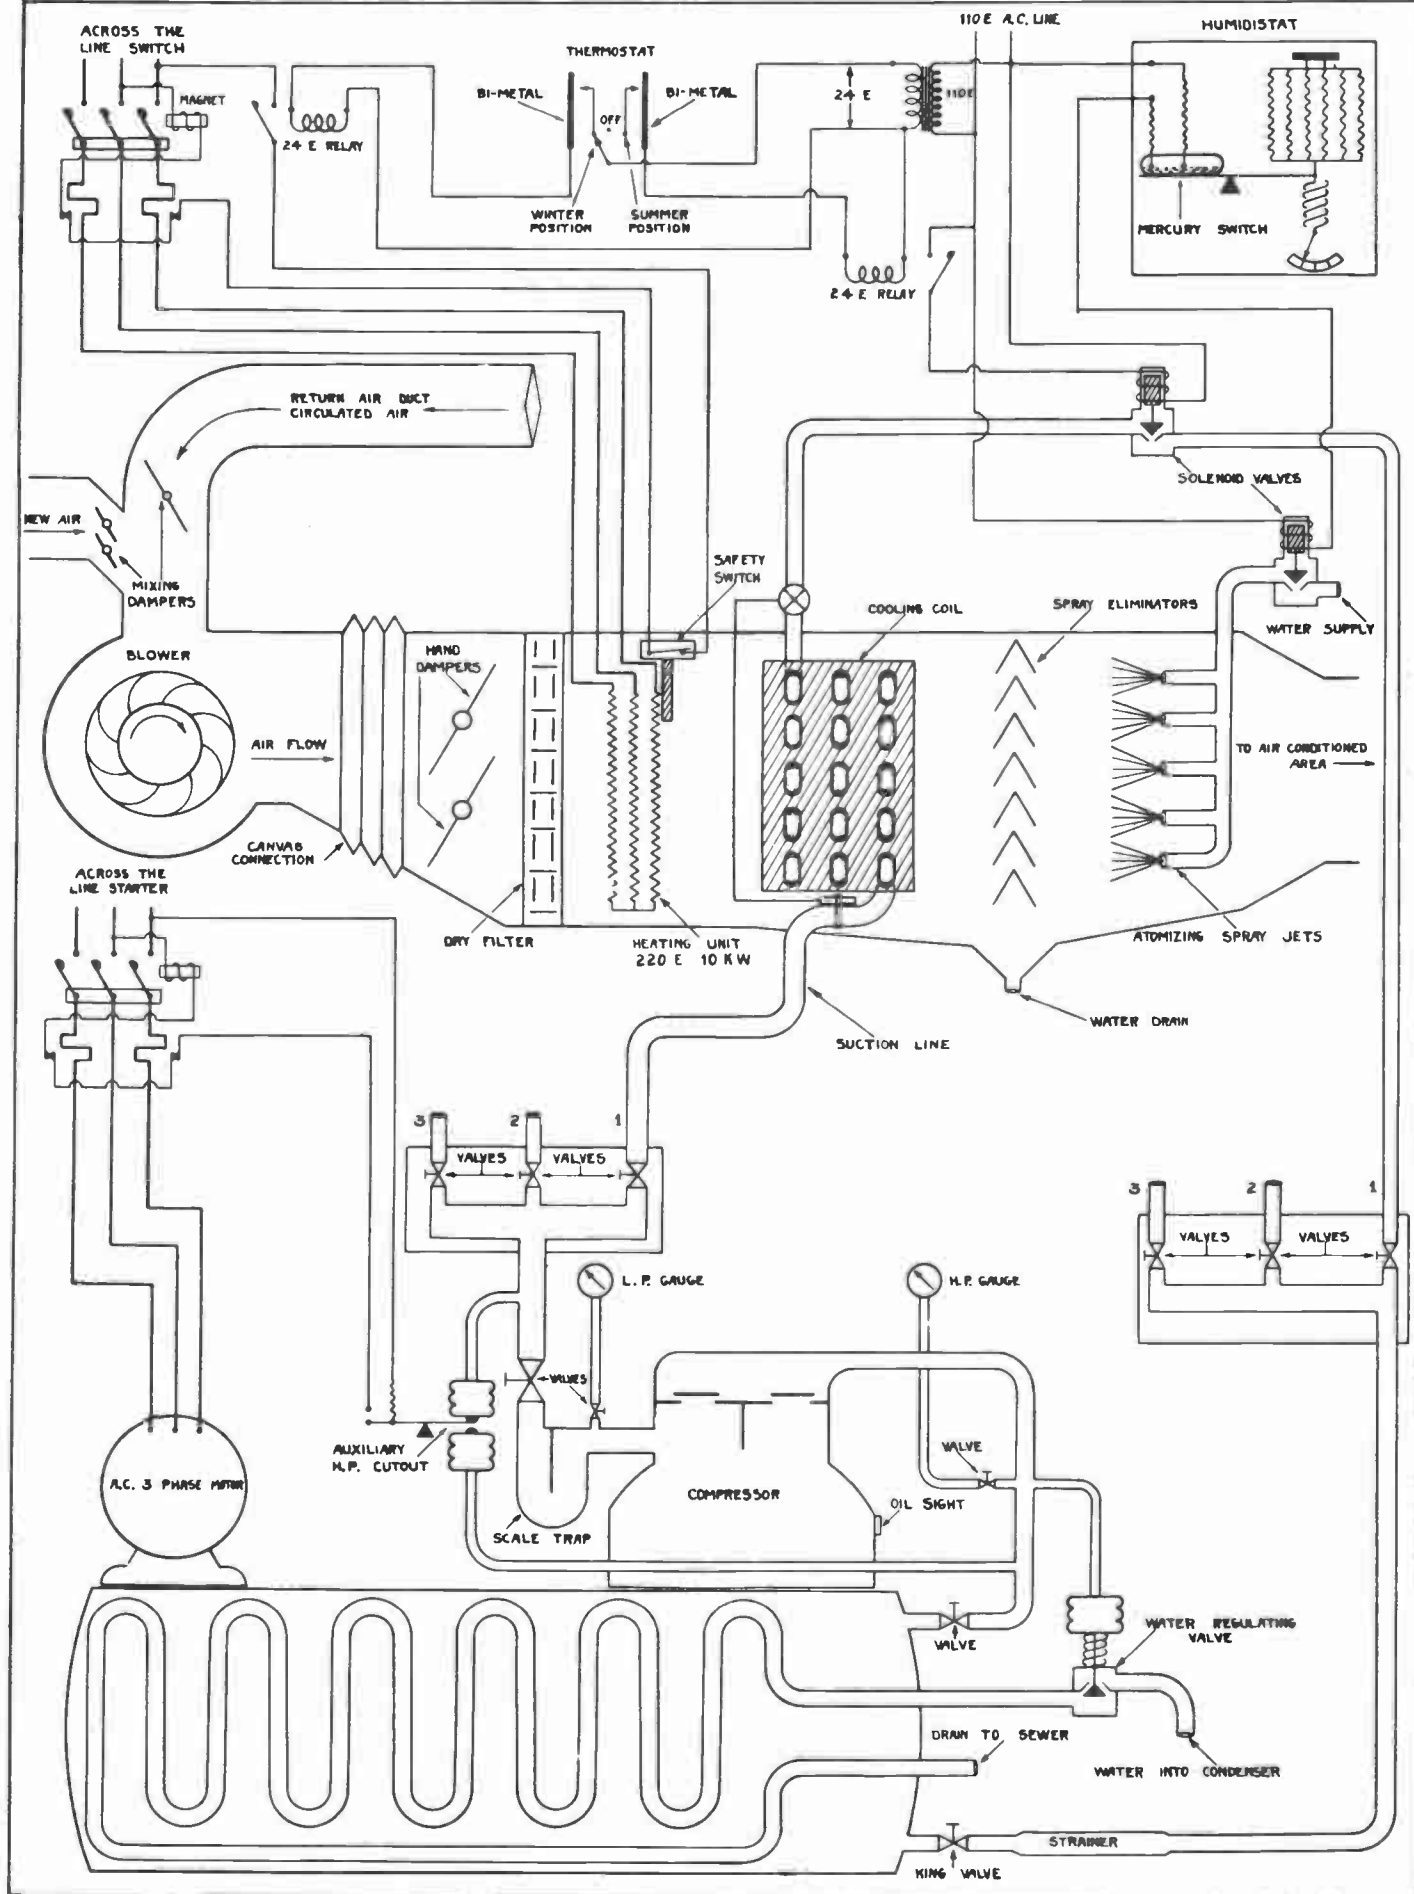 ACROSS THE
LINE SWITCH
MAGNET
24 E RELAY
THERMOSTAT
BI-METAL
OFF
BI-METAL
WINTER
POSITION
SUMMER
POSITION
24 E
110 E
110 E A.C. LINE
HUMIDISTAT
MERCURY SWITCH
24 E RELAY
RETURN AIR DUCT
CIRCULATED AIR
NEW AIR
MIXING
DAMPERS
SOLENOID VALVES
SAFETY
SWITCH
COOLING COIL
SPRAY ELIMINATORS
WATER SUPPLY
BLOWER
HAND
DAMPERS
AIR FLOW
TO AIR CONDITIONED
AREA
CANVAS
CONNECTION
ACROSS THE
LINE STARTER
DRY FILTER
HEATING UNIT
220 E 10 KW
ATOMIZING SPRAY JETS
WATER DRAIN
SUCTION LINE
3 2 1
VALVES VALVES
3 2 1
VALVES VALVES
L.P. GAUGE
H.P. GAUGE
VALVES
AUXILIARY
H.P. CUTOUT
VALVE
A.C. 3 PHASE MOTOR
COMPRESSOR
OIL SIGHT
SCALE TRAP
VALVE
WATER REGULATING
VALVE
DRAIN TO SEWER
WATER INTO CONDENSER
STRAINER
KING VALVE